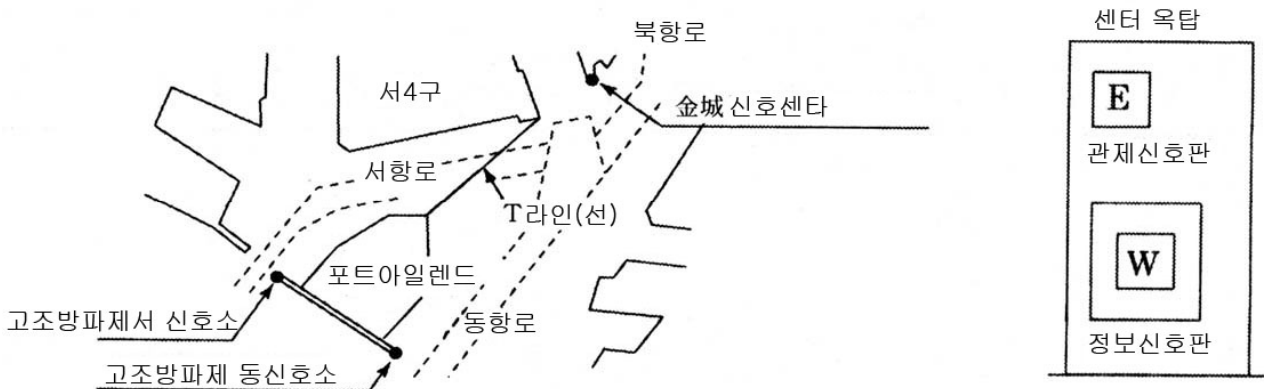 북항로
센터 옥탑
서4구
E
金城 신호센타
관제신호판
서항로
T라인(선)
W
포트아일렌드
고조방파제서 신호소
동항로
정보신호판
고조방파제 동신호소